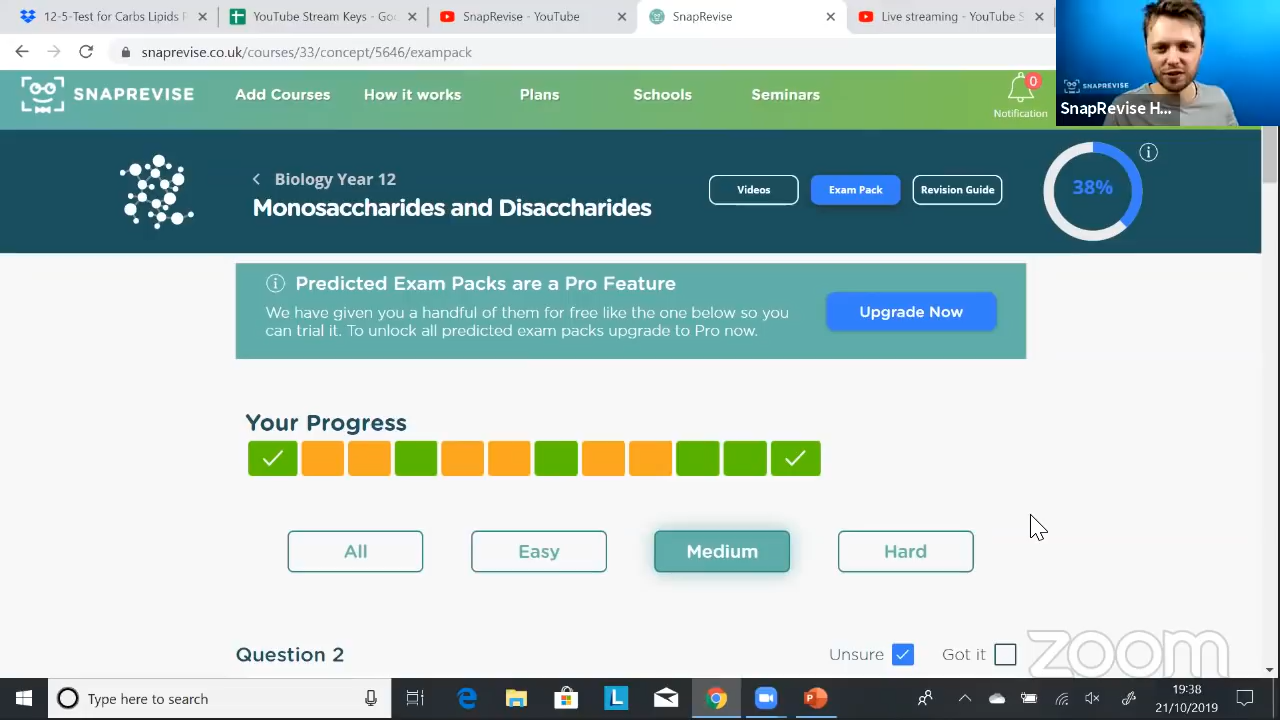 12-5-Test for Carbs Lipids P
YouTube Stream Keys - Goo
SnapRevise - YouTube
SnapRevise
Live streaming - YouTube S
snaprevise.co.uk/courses/33/concept/5646/exampack
SNAPREVISE
Add Courses
How it works
Plans
Schools
Seminars
0
Notification
SNAPREVISE
SnapRevise H...
Biology Year 12
Monosaccharides and Disaccharides
Videos
Exam Pack
Revision Guide
38%
Predicted Exam Packs are a Pro Feature
We have given you a handful of them for free like the one below so you
can trial it. To unlock all predicted exam packs upgrade to Pro now.
Upgrade Now
Your Progress
All
Easy
Medium
Hard
Question 2
Unsure
Got it
zoom
Type here to search
19:38
21/10/2019